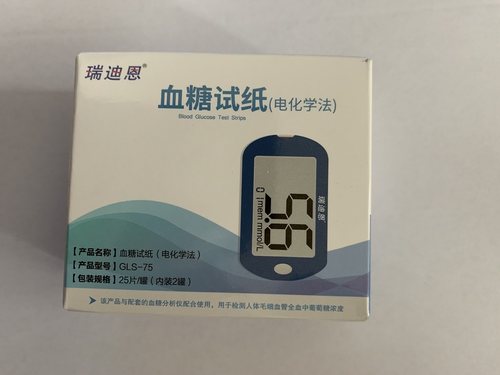 瑞迪恩®
血糖试纸(电化学法)
Blood Glucose Test Strips
瑞迪恩
5.6
0 mem mmol/L
【产品名称】血糖试纸（电化学法）
【产品型号】GLS-75
【包装规格】25片/罐（内装2罐）
该产品与配套的血糖分析仪配合使用，用于检测人体毛细血管全血中葡萄糖浓度